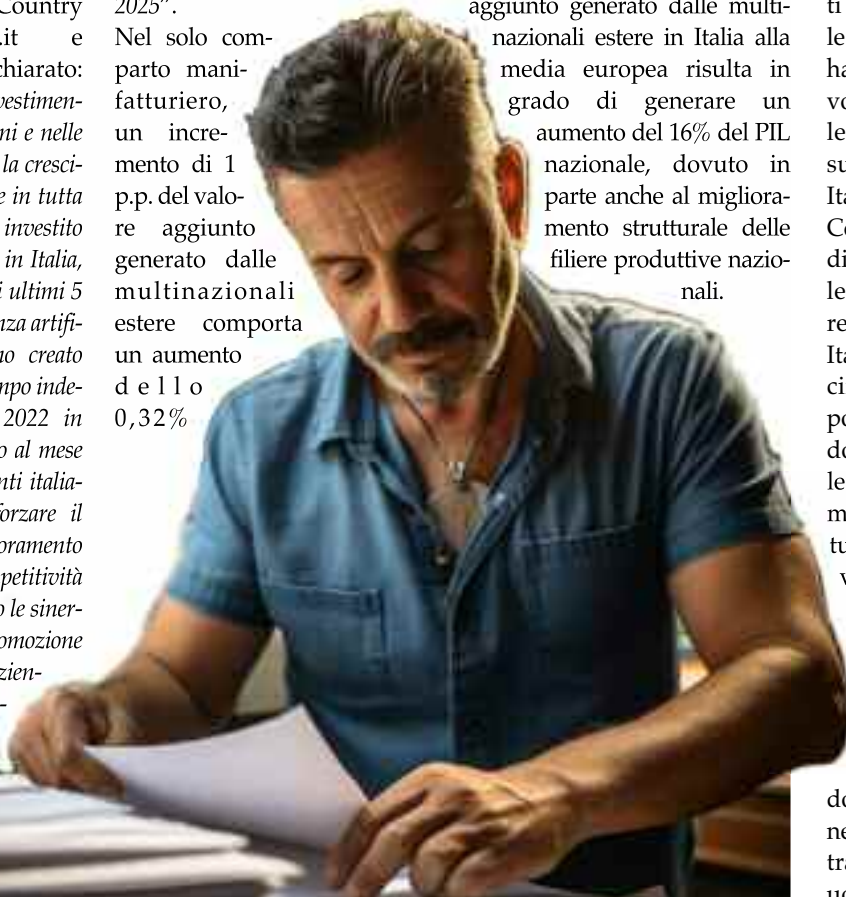 Country
.it e
chiarato:
vestimen-
ni e nelle
la cresci-
e in tutta
investito
in Italia,
i ultimi 5
nza artifi-
no creato
mpo inde-
2022 in
o al mese
nti italia-
forzare il
oramento
petitività
o le siner-
omozione
zien-
-
2025".
Nel solo com-
parto mani-
fatturiero,
un incre-
mento di 1
p.p. del valo-
re aggiunto
generato dalle
multinazionali
estere comporta
un aumento
dello
0,32%
aggiunto generato dalle multi-
nazionali estere in Italia alla
media europea risulta in
grado di generare un
aumento del 16% del PIL
nazionale, dovuto in
parte anche al migliora-
mento strutturale delle
filiere produttive nazio-
nali.
ti
le
ha
vo
le
su
Ita
Co
di
le
re
Ita
ci
po
do
le
m
tu
v
do
ne
tra